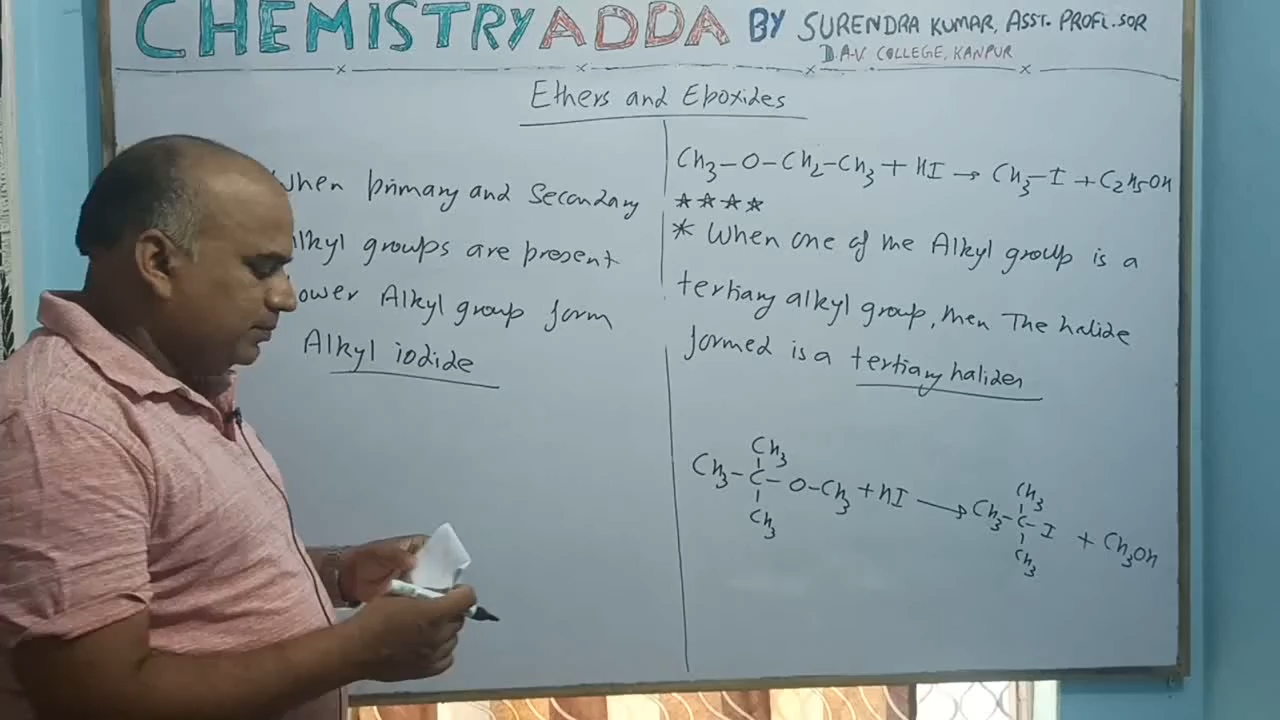 CHEMISTRY ADDA BY SURENDRA KUMAR, ASST. PROFESSOR
D.A.V. COLLEGE, KANPUR
Ethers and Epoxides
When primary and Secondary
Alkyl groups are present
lower Alkyl group form
Alkyl iodide
CH3-O-CH2-CH3 + HI → CH3-I + C2H5OH
****
* When one of the Alkyl group is a
tertiary alkyl group, then The halide
formed is a tertiary halides
CH3 CH3
CH3-C-O-CH3 + HI → CH3-C-I + CH3OH
CH3 CH3